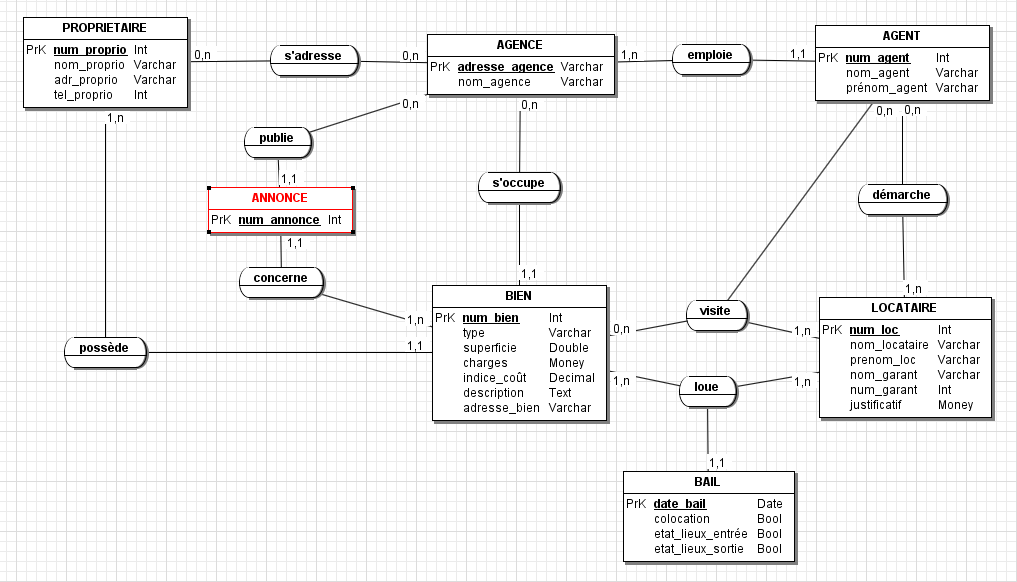 PROPRIETAIRE
PrK num_proprio Int
nom_proprio Varchar
adr_proprio Varchar
tel_proprio Int
0,n
s'adresse
0,n
AGENCE
PrK adresse_agence Varchar
nom_agence Varchar
1,n
emploie
1,1
AGENT
PrK num_agent Int
nom_agent Varchar
prénom_agent Varchar
1,n
0,n
0,n
0,n
0,n
publie
1,1
s'occupe
démarche
ANNONCE
PrK num_annonce Int
1,1
concerne
1,n
1,1
1,n
possède
1,1
BIEN
PrK num_bien Int
type Varchar
superficie Double
charges Money
indice_coût Decimal
description Text
adresse_bien Varchar
0,n
visite
1,n
LOCATAIRE
PrK num_loc Int
nom_locataire Varchar
prenom_loc Varchar
nom_garant Varchar
num_garant Int
justificatif Money
1,n
loue
1,n
1,1
BAIL
PrK date_bail Date
colocation Bool
etat_lieux_entrée Bool
etat_lieux_sortie Bool